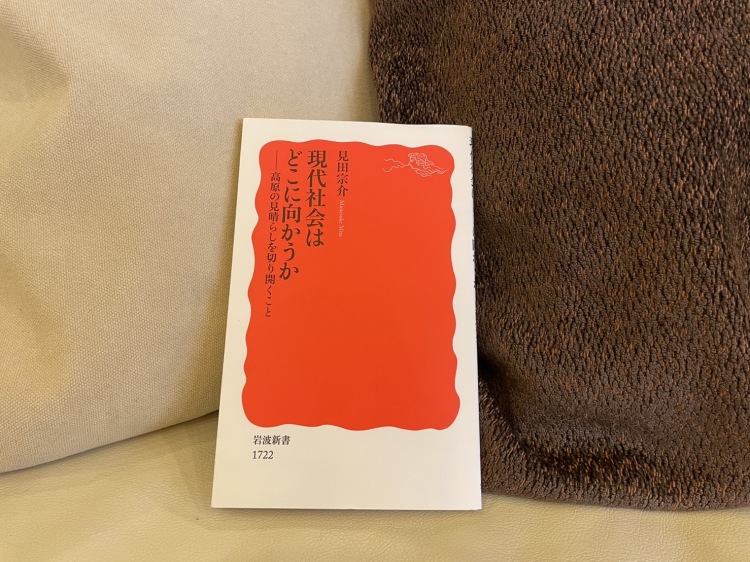 見田宗介 Munesuke Mita
現代社会は
どこに向かうか
——高原の見晴らしを切り開くこと
岩波新書
1722